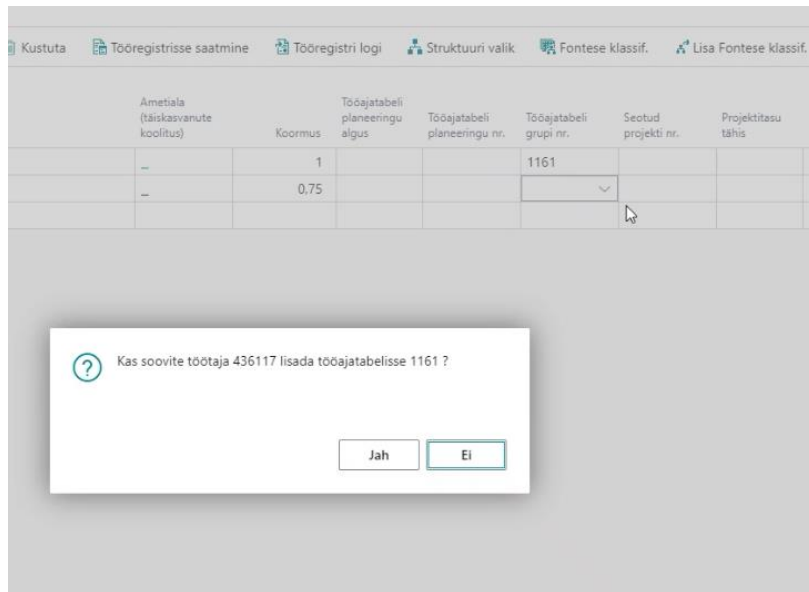 Kustuta Tööregistrisse saatmine Tööregistri logi Struktuuri valik Fontese klassif. Lisa Fontese klassif.
Ametiala
(täiskasvanute
koolitus)
Koormus
Tööajatabeli
planeeringu
algus
Tööajatabeli
planeeringu nr.
Tööajatabeli
grupi nr.
Seotud
projekti nr.
Projektitasu
tähis
_ 1 1161
_ 0,75
Kas soovite töötaja 436117 lisada tööajatabelisse 1161 ?
Jah Ei